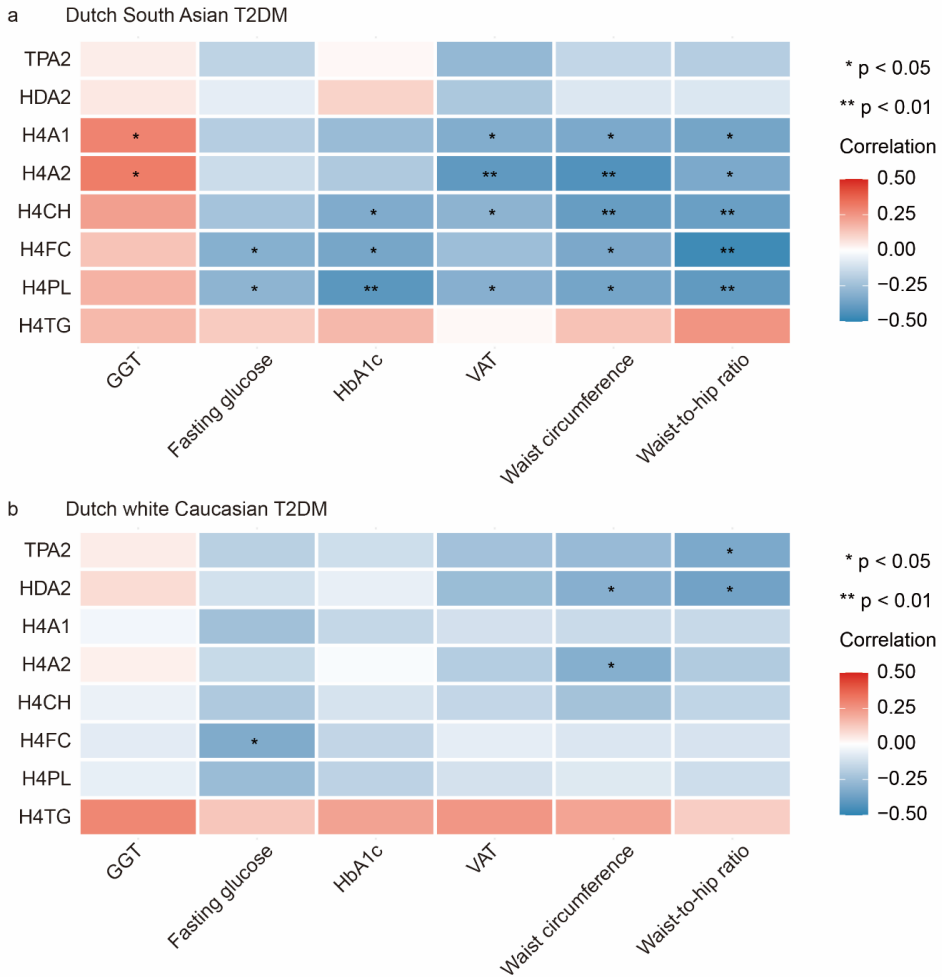 a Dutch South Asian T2DM
TPA2
HDA2
H4A1 * * * *
H4A2 * ** ** *
H4CH * * ** **
H4FC * * * **
H4PL * ** * * **
H4TG
GGT
Fasting glucose
HbA1c
VAT
Waist circumference
Waist-to-hip ratio
* p < 0.05
** p < 0.01
Correlation
0.50
0.25
0.00
−0.25
−0.50
b Dutch white Caucasian T2DM
TPA2 *
HDA2 * *
H4A1
H4A2 *
H4CH
H4FC *
H4PL
H4TG
GGT
Fasting glucose
HbA1c
VAT
Waist circumference
Waist-to-hip ratio
* p < 0.05
** p < 0.01
Correlation
0.50
0.25
0.00
−0.25
−0.50